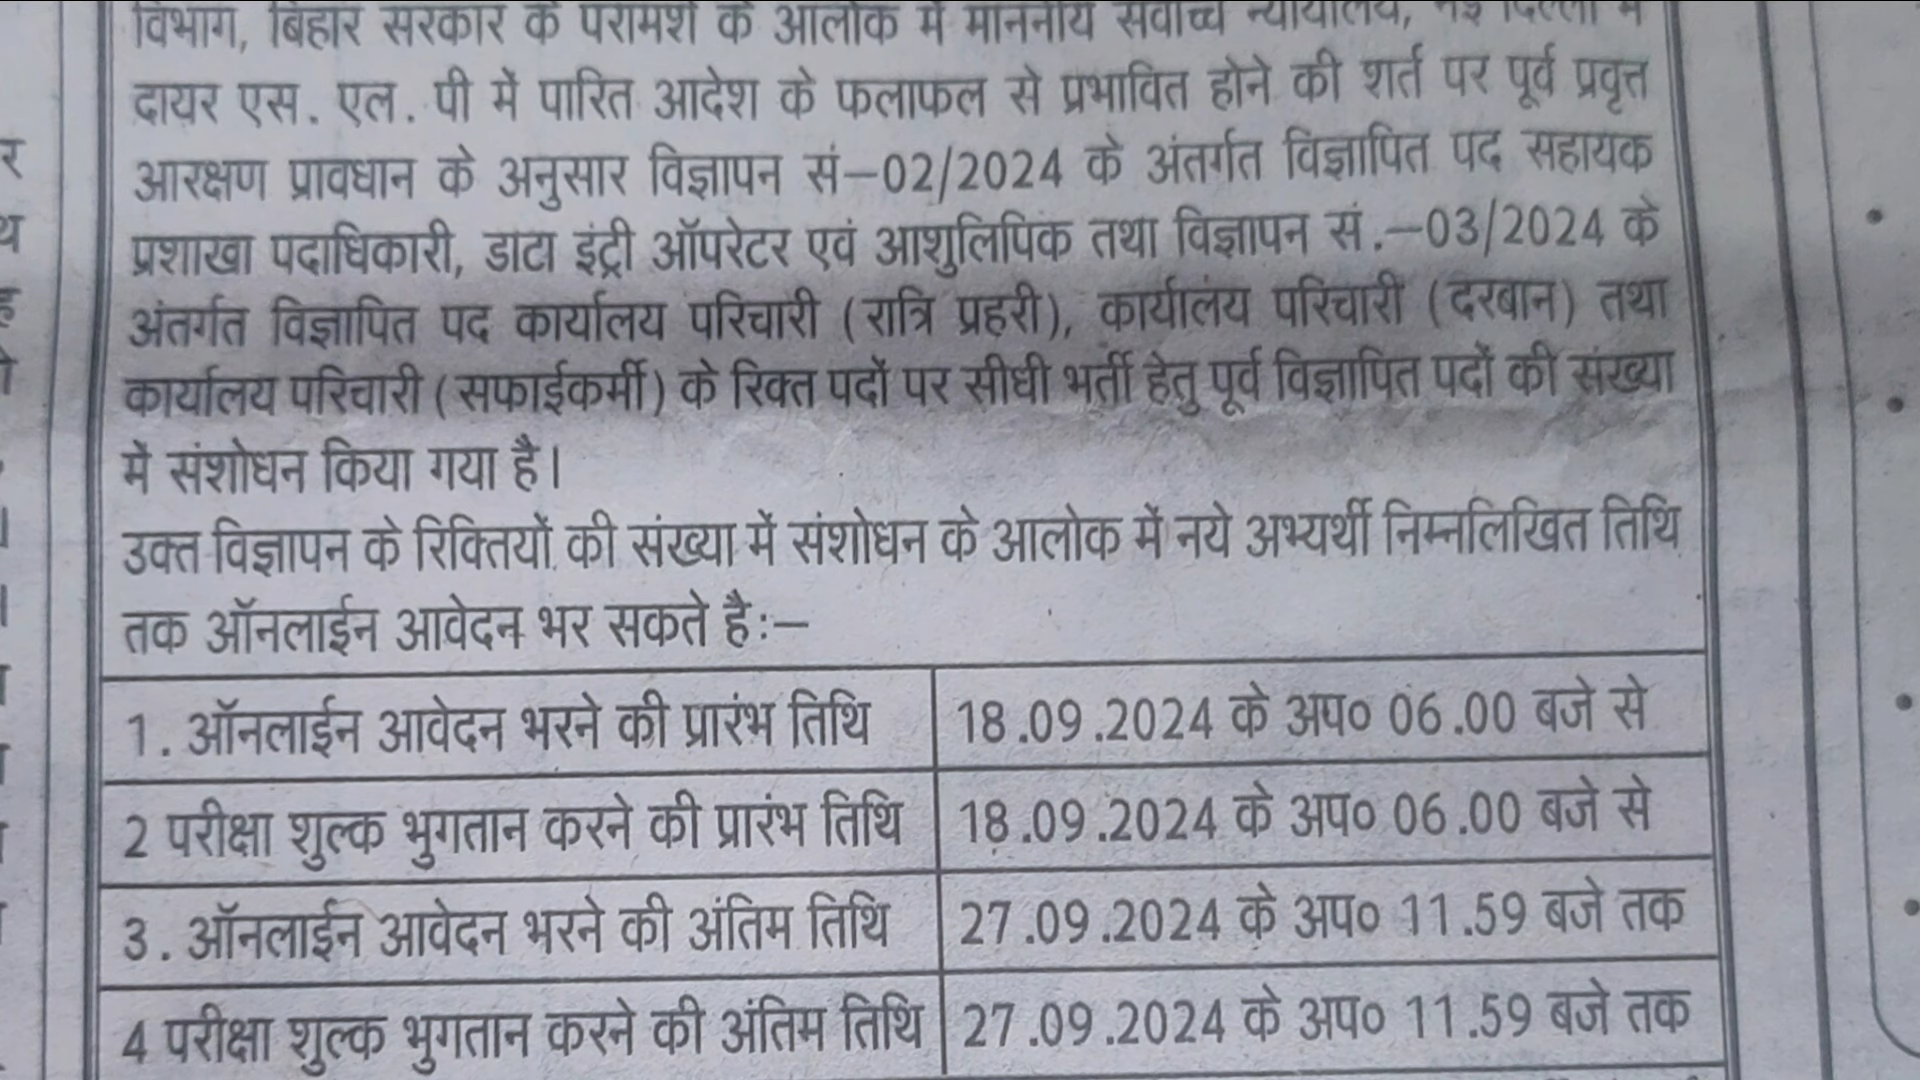 विभाग, बिहार सरकार के परामर्श के आलोक में माननीय सर्वोच्च न्यायालय, नई दिल्ली में
दायर एस. एल. पी में पारित आदेश के फलाफल से प्रभावित होने की शर्त पर पूर्व प्रवृत्त
आरक्षण प्रावधान के अनुसार विज्ञापन सं–02/2024 के अंतर्गत विज्ञापित पद सहायक
प्रशाखा पदाधिकारी, डाटा इंट्री ऑपरेटर एवं आशुलिपिक तथा विज्ञापन सं.–03/2024 के
अंतर्गत विज्ञापित पद कार्यालय परिचारी (रात्रि प्रहरी), कार्यालय परिचारी (दरबान) तथा
कार्यालय परिचारी (सफाईकर्मी) के रिक्त पदों पर सीधी भर्ती हेतु पूर्व विज्ञापित पदों की संख्या
में संशोधन किया गया है।
उक्त विज्ञापन के रिक्तियों की संख्या में संशोधन के आलोक में नये अभ्यर्थी निम्नलिखित तिथि
तक ऑनलाईन आवेदन भर सकते है:–
1. ऑनलाईन आवेदन भरने की प्रारंभ तिथि 18.09.2024 के अप० 06.00 बजे से
2 परीक्षा शुल्क भुगतान करने की प्रारंभ तिथि 18.09.2024 के अप० 06.00 बजे से
3. ऑनलाईन आवेदन भरने की अंतिम तिथि 27.09.2024 के अप० 11.59 बजे तक
4 परीक्षा शुल्क भुगतान करने की अंतिम तिथि 27.09.2024 के अप० 11.59 बजे तक